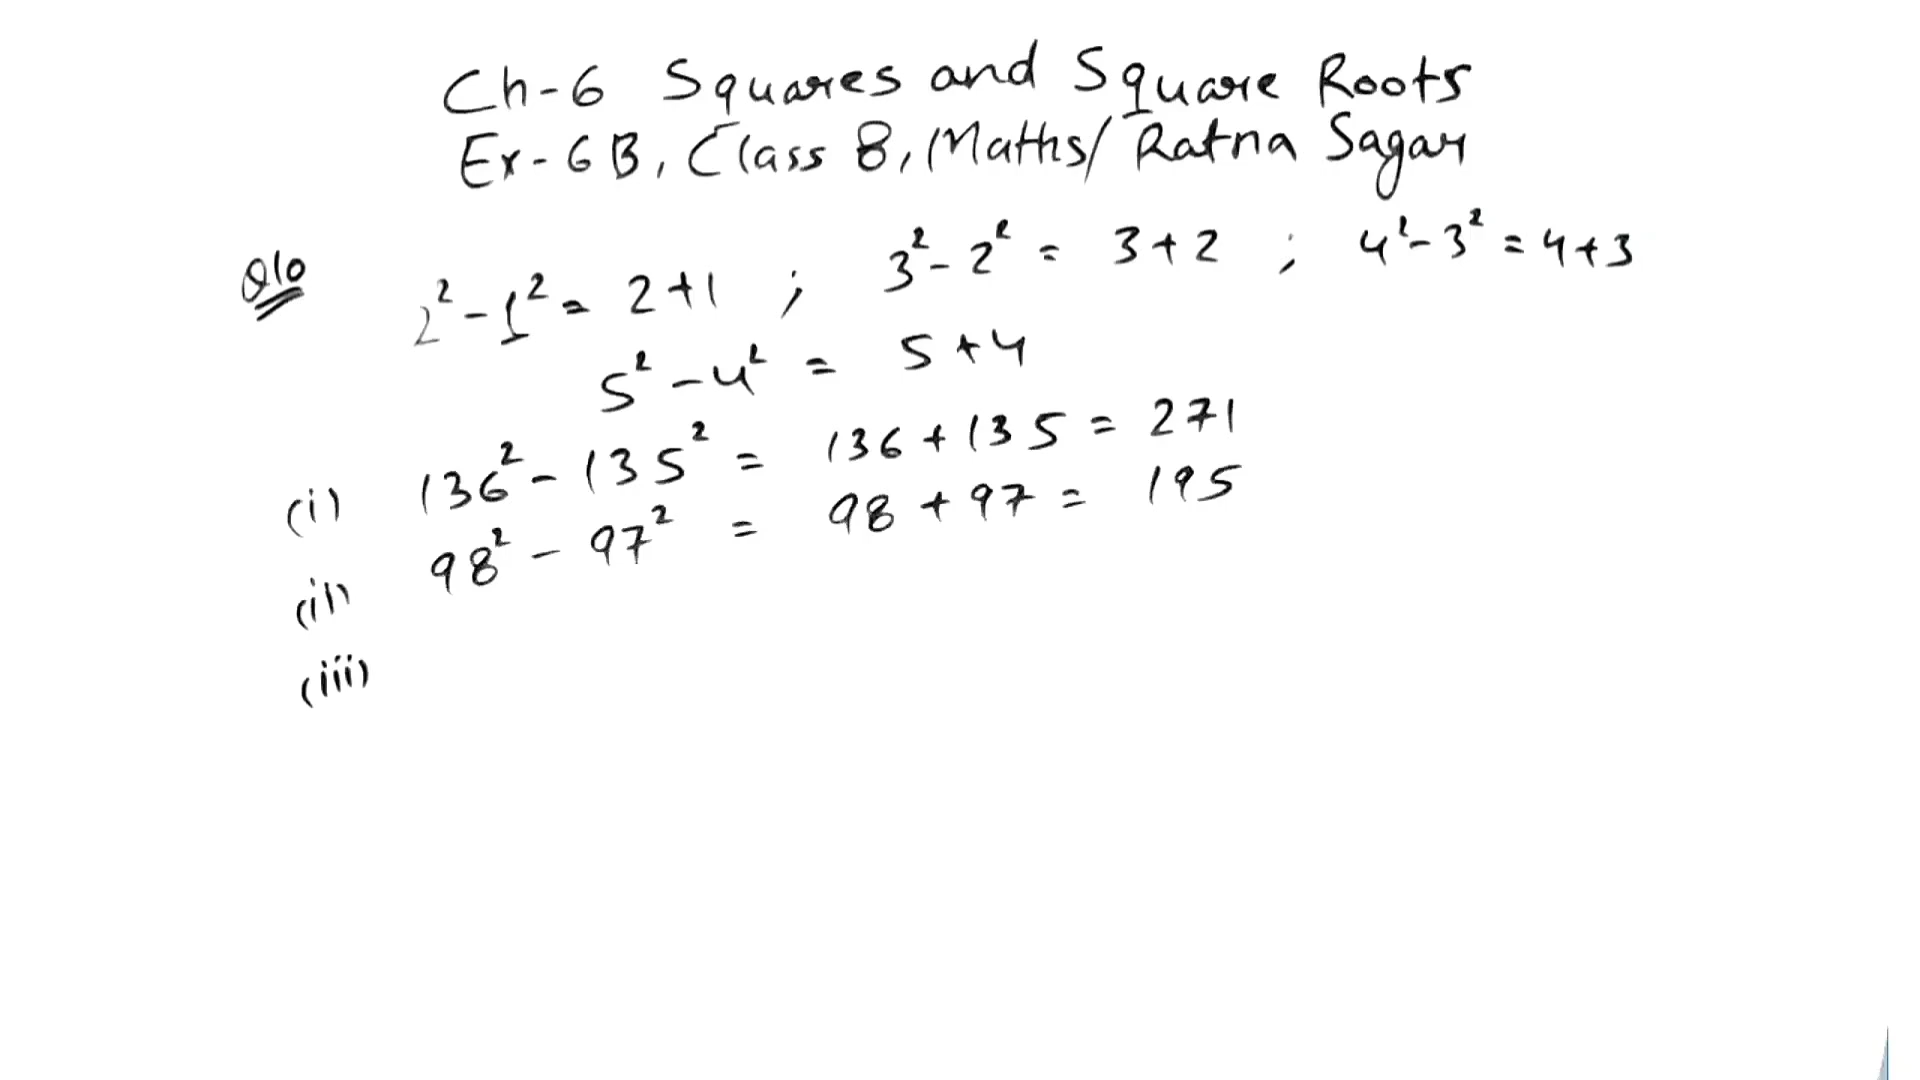 Ch-6 Squares and Square Roots
Ex-6B, Class 8, Maths/ Ratna Sagar
Q10 2²-1² = 2+1 ; 3²-2² = 3+2 ; 4²-3² = 4+3
5²-4² = 5+4
(i) 136²-135² = 136+135 = 271
(ii) 98²-97² = 98+97 = 195
(iii)